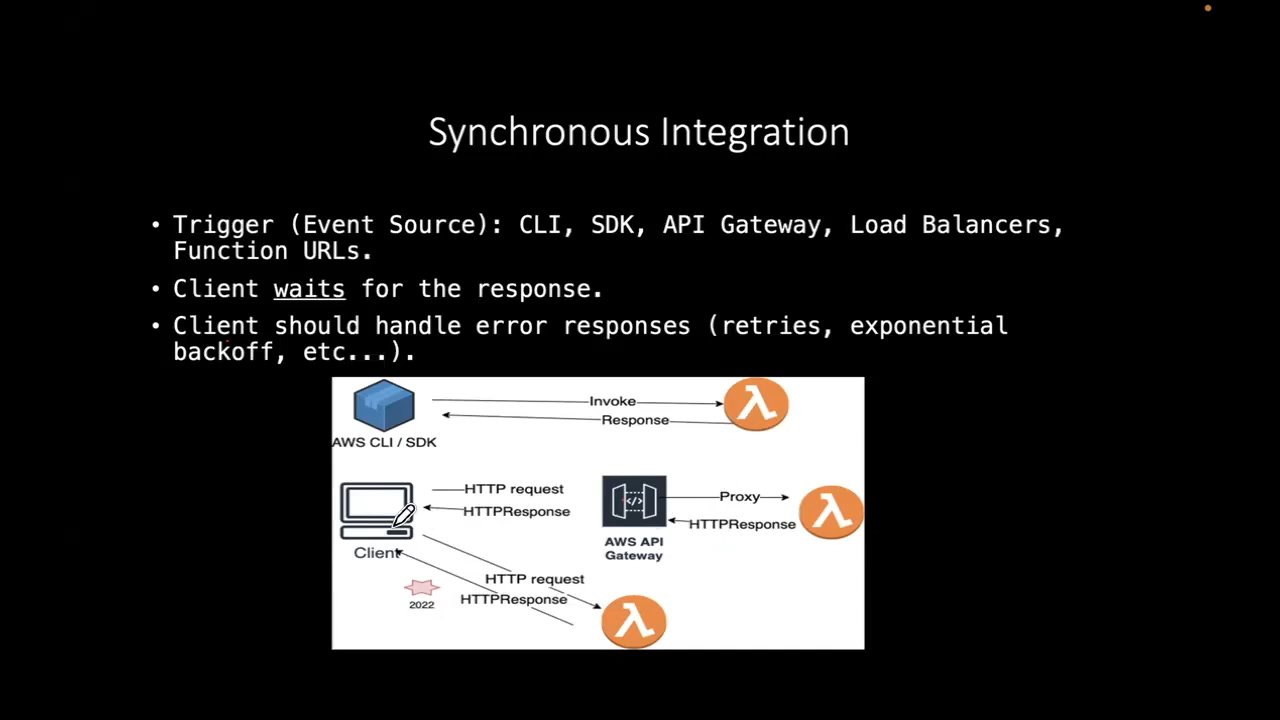 Synchronous Integration
• Trigger (Event Source): CLI, SDK, API Gateway, Load Balancers,
Function URLs.
• Client waits for the response.
• Client should handle error responses (retries, exponential
backoff, etc...).
Invoke
Response
AWS CLI / SDK
HTTP request
HTTPResponse
Proxy
HTTPResponse
AWS API
Gateway
Client
HTTP request
HTTPResponse
2022